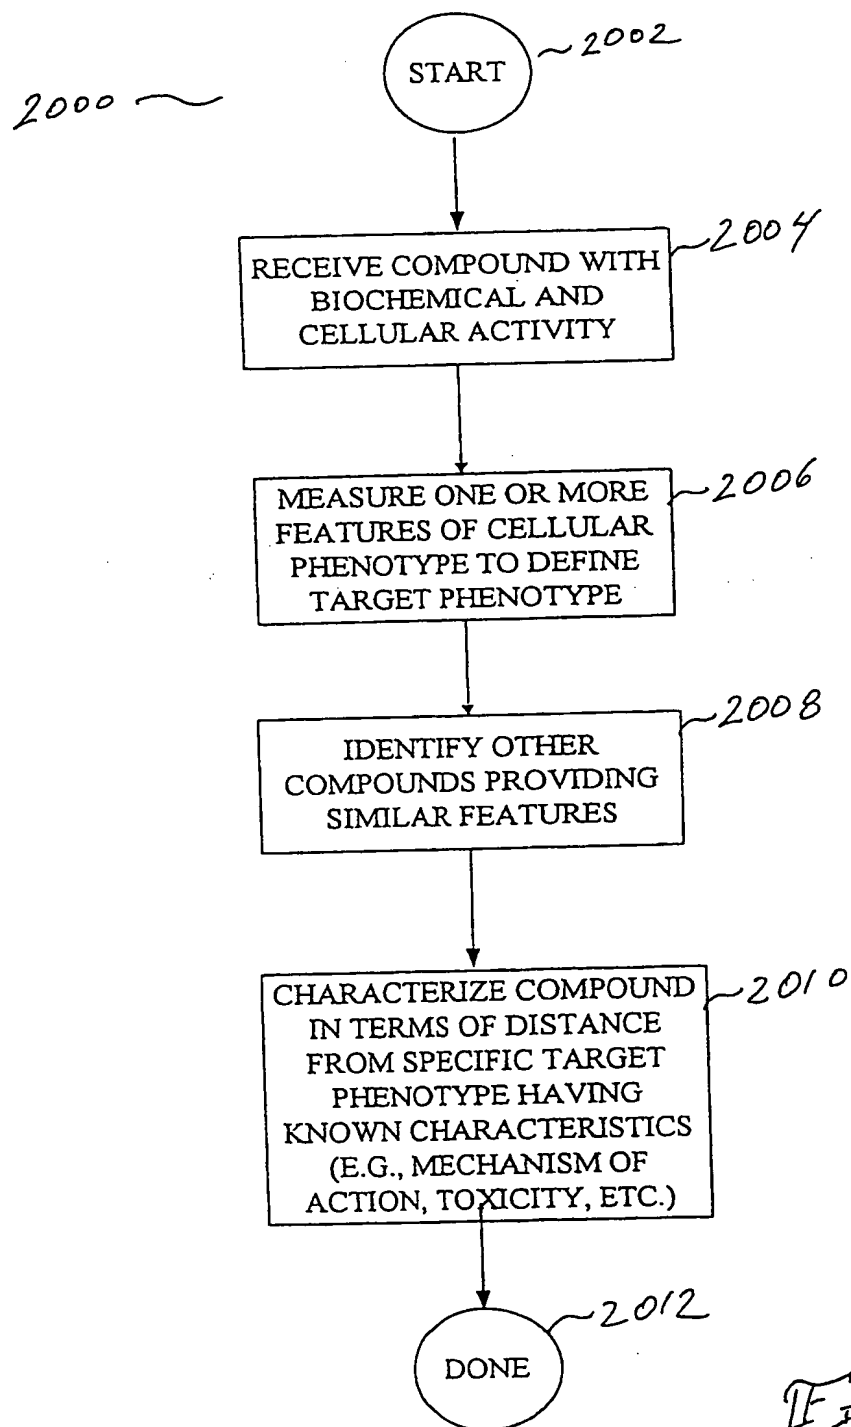 START
2002
2000
RECEIVE COMPOUND WITH
BIOCHEMICAL AND
CELLULAR ACTIVITY
2004
MEASURE ONE OR MORE
FEATURES OF CELLULAR
PHENOTYPE TO DEFINE
TARGET PHENOTYPE
2006
IDENTIFY OTHER
COMPOUNDS PROVIDING
SIMILAR FEATURES
2008
CHARACTERIZE COMPOUND
IN TERMS OF DISTANCE
FROM SPECIFIC TARGET
PHENOTYPE HAVING
KNOWN CHARACTERISTICS
(E.G., MECHANISM OF
ACTION, TOXICITY, ETC.)
2010
DONE
2012